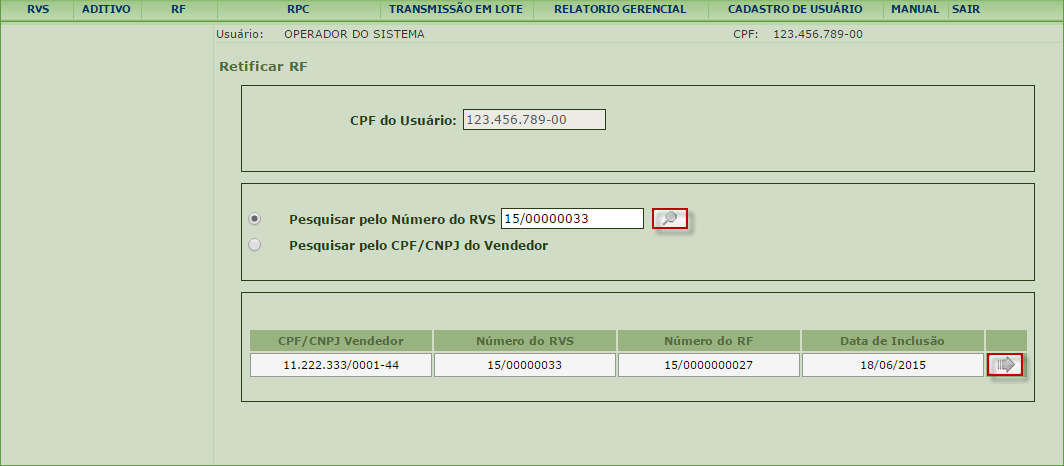 RVS ADITIVO RF RPC TRANSMISSÃO EM LOTE RELATORIO GERENCIAL CADASTRO DE USUÁRIO MANUAL SAIR
Usuário: OPERADOR DO SISTEMA CPF: 123.456.789-00
Retificar RF
CPF do Usuário: 123.456.789-00
Pesquisar pelo Número do RVS 15/00000033
Pesquisar pelo CPF/CNPJ do Vendedor
CPF/CNPJ Vendedor Número do RVS Número do RF Data de Inclusão
11.222.333/0001-44 15/00000033 15/0000000027 18/06/2015